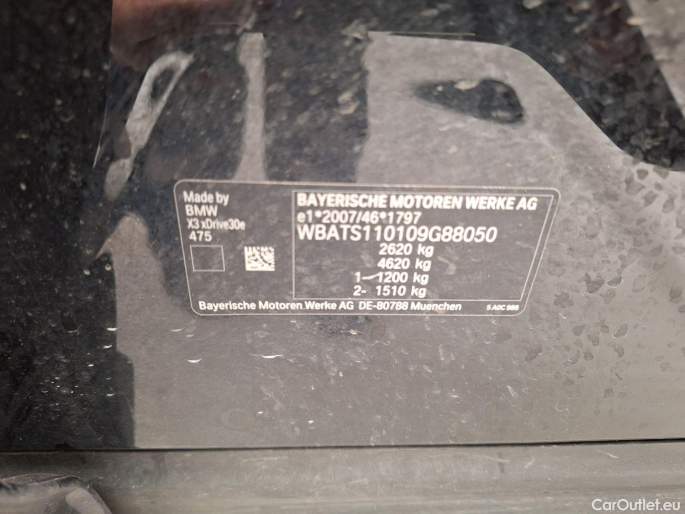 Made by
BMW
X3 xDrive30e
475
BAYERISCHE MOTOREN WERKE AG
e1*2007/46*1797
WBATS110109G88050
2620 kg
4620 kg
1- 1200 kg
2- 1510 kg
Bayerische Motoren Werke AG DE-80788 Muenchen
CarOutlet.eu